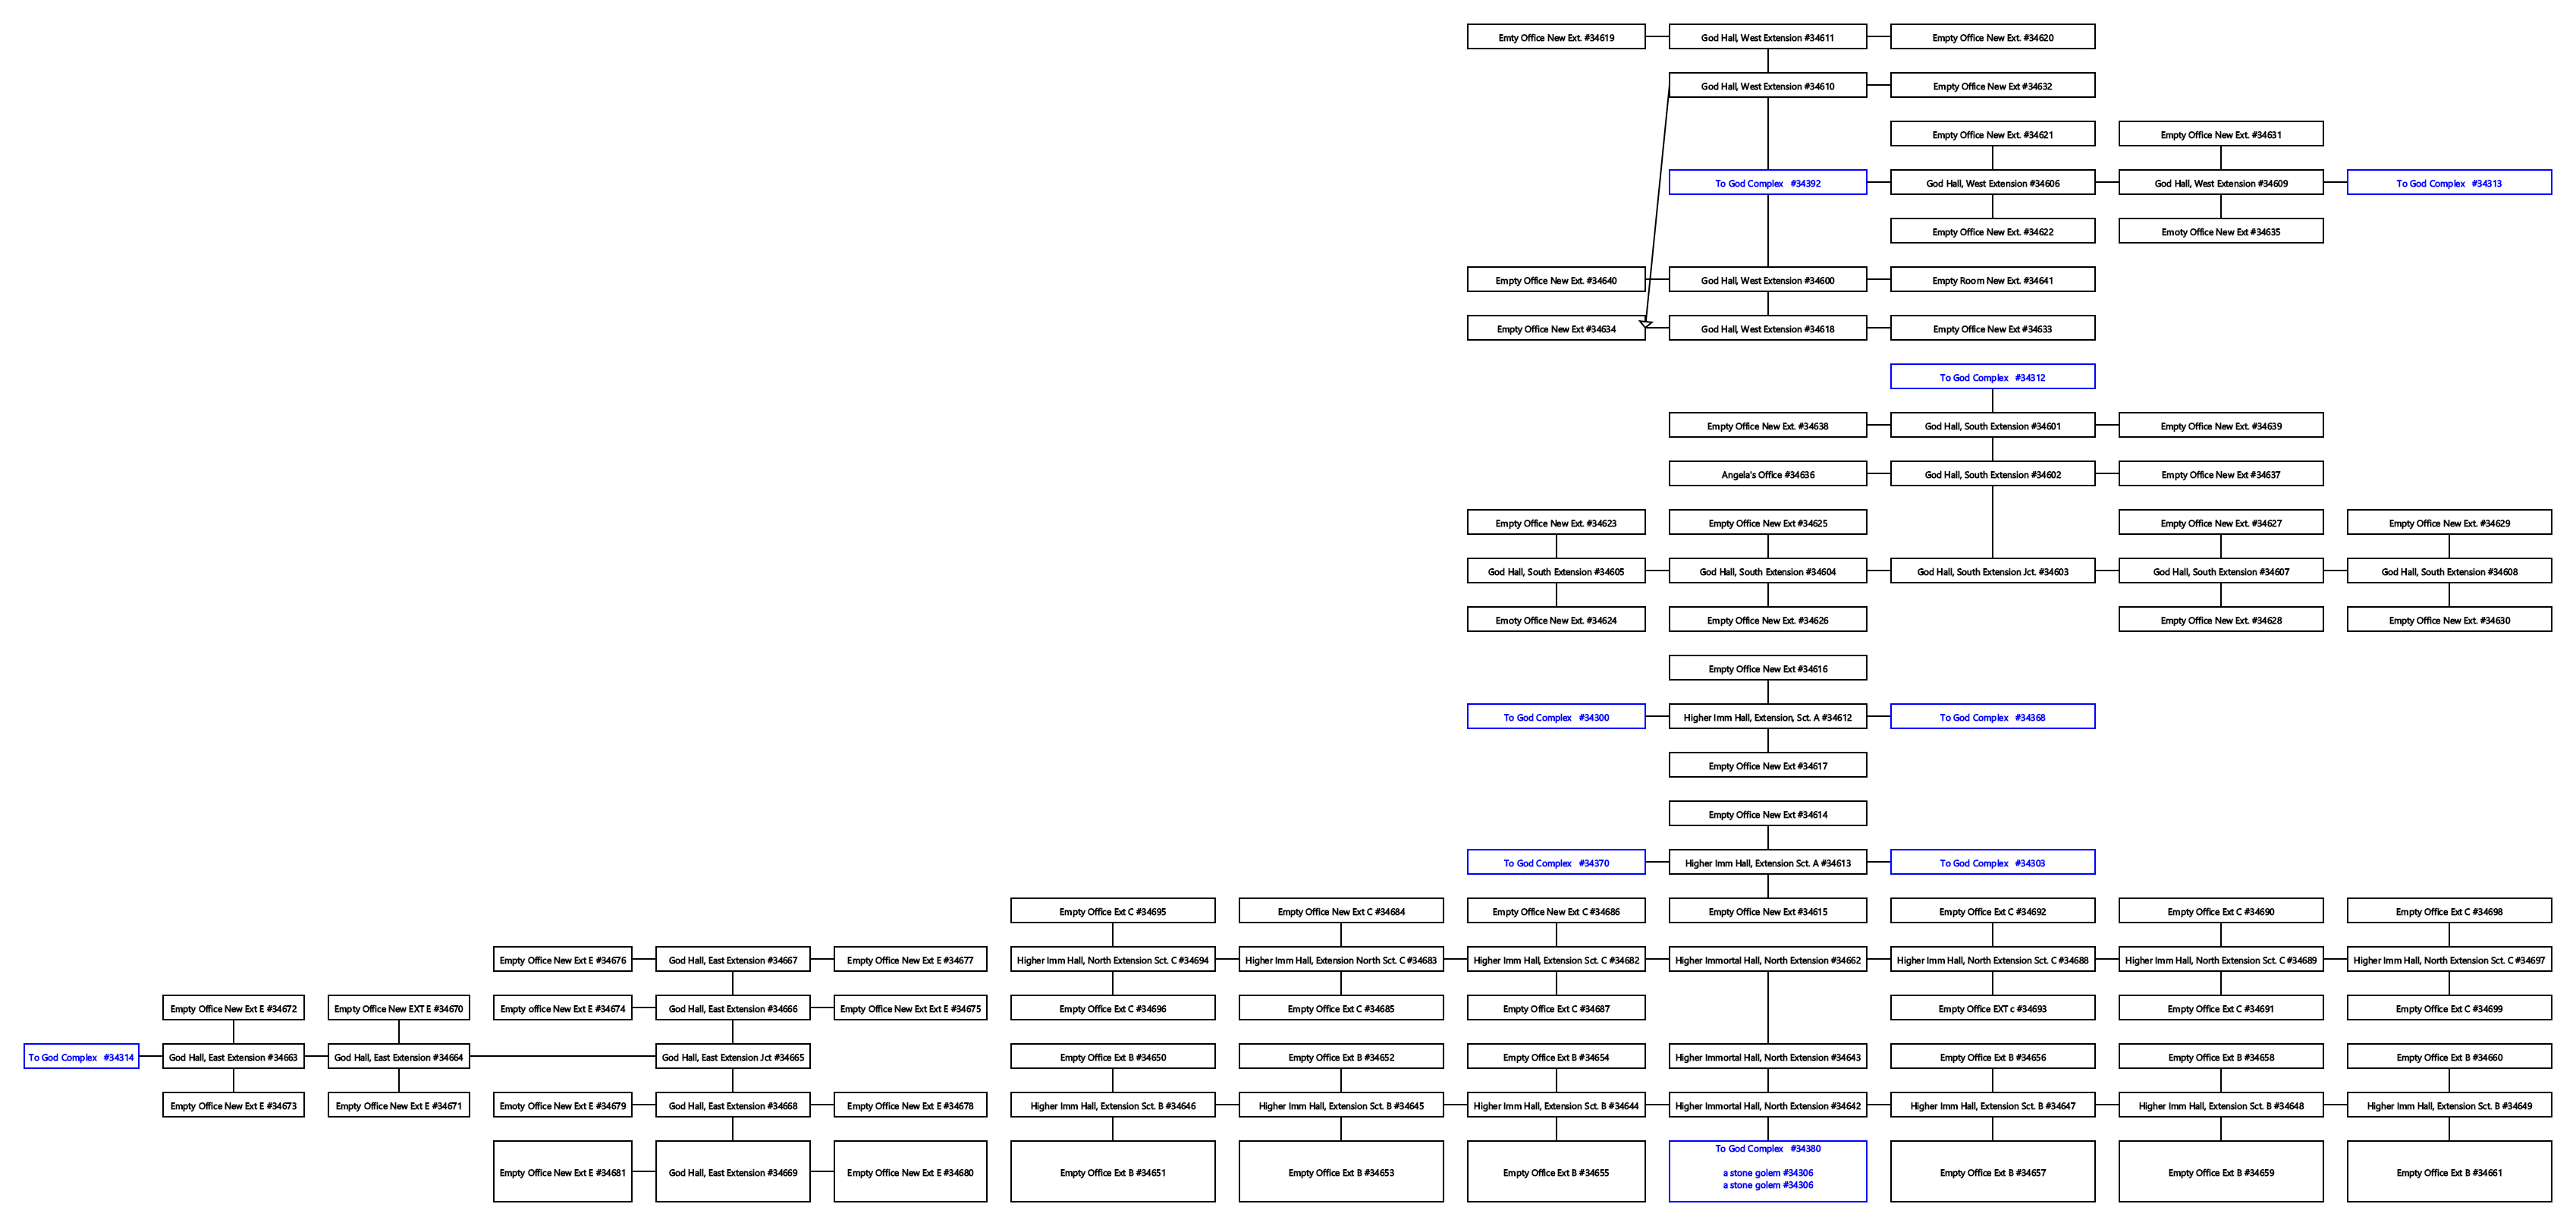 Emty Office New Ext. #34619
God Hall, West Extension #34611
Empty Office New Ext. #34620
God Hall, West Extension #34610
Empty Office New Ext #34632
Empty Office New Ext. #34621
Empty Office New Ext. #34631
To God Complex #34392
God Hall, West Extension #34606
God Hall, West Extension #34609
To God Complex #34313
Empty Office New Ext. #34622
Emoty Office New Ext #34635
Empty Office New Ext. #34640
God Hall, West Extension #34600
Empty Room New Ext. #34641
Empty Office New Ext #34634
God Hall, West Extension #34618
Empty Office New Ext #34633
To God Complex #34312
Empty Office New Ext. #34638
God Hall, South Extension #34601
Empty Office New Ext. #34639
Angela's Office #34636
God Hall, South Extension #34602
Empty Office New Ext #34637
Empty Office New Ext. #34623
Empty Office New Ext #34625
Empty Office New Ext. #34627
Empty Office New Ext. #34629
God Hall, South Extension #34605
God Hall, South Extension #34604
God Hall, South Extension Jct. #34603
God Hall, South Extension #34607
God Hall, South Extension #34608
Emoty Office New Ext. #34624
Empty Office New Ext. #34626
Empty Office New Ext. #34628
Empty Office New Ext. #34630
Empty Office New Ext #34616
To God Complex #34300
Higher Imm Hall, Extension, Sct. A #34612
To God Complex #34368
Empty Office New Ext #34617
Empty Office New Ext #34614
To God Complex #34370
Higher Imm Hall, Extension Sct. A #34613
To God Complex #34303
Empty Office Ext C #34695
Empty Office New Ext C #34684
Empty Office New Ext C #34686
Empty Office New Ext #34615
Empty Office Ext C #34692
Empty Office Ext C #34690
Empty Office Ext C #34698
Empty Office New Ext E #34676
God Hall, East Extension #34667
Empty Office New Ext E #34677
Higher Imm Hall, North Extension Sct. C #34694
Higher Imm Hall, Extension North Sct. C #34683
Higher Imm Hall, Extension Sct. C #34682
Higher Immortal Hall, North Extension #34662
Higher Imm Hall, North Extension Sct. C #34688
Higher Imm Hall, North Extension Sct. C #34689
Higher Imm Hall, North Extension Sct. C #34697
Empty Office New Ext E #34672
Empty Office New EXT E #34670
Empty office New Ext E #34674
God Hall, East Extension #34666
Empty Office New Ext Ext E #34675
Empty Office Ext C #34696
Empty Office Ext C #34685
Empty Office Ext C #34687
Empty Office EXT c #34693
Empty Office Ext C #34691
Empty Office Ext C #34699
To God Complex #34314
God Hall, East Extension #34663
God Hall, East Extension #34664
God Hall, East Extension Jct #34665
Empty Office Ext B #34650
Empty Office Ext B #34652
Empty Office Ext B #34654
Higher Immortal Hall, North Extension #34643
Empty Office Ext B #34656
Empty Office Ext B #34658
Empty Office Ext B #34660
Empty Office New Ext E #34673
Empty Office New Ext E #34671
Emoty Office New Ext E #34679
God Hall, East Extension #34668
Empty Office New Ext E #34678
Higher Imm Hall, Extension Sct. B #34646
Higher Imm Hall, Extension Sct. B #34645
Higher Imm Hall, Extension Sct. B #34644
Higher Immortal Hall, North Extension #34642
Higher Imm Hall, Extension Sct. B #34647
Higher Imm Hall, Extension Sct. B #34648
Higher Imm Hall, Extension Sct. B #34649
Empty Office New Ext E #34681
God Hall, East Extension #34669
Empty Office New Ext E #34680
Empty Office Ext B #34651
Empty Office Ext B #34653
Empty Office Ext B #34655
To God Complex #34380
a stone golem #34306
a stone golem #34306
Empty Office Ext B #34657
Empty Office Ext B #34659
Empty Office Ext B #34661